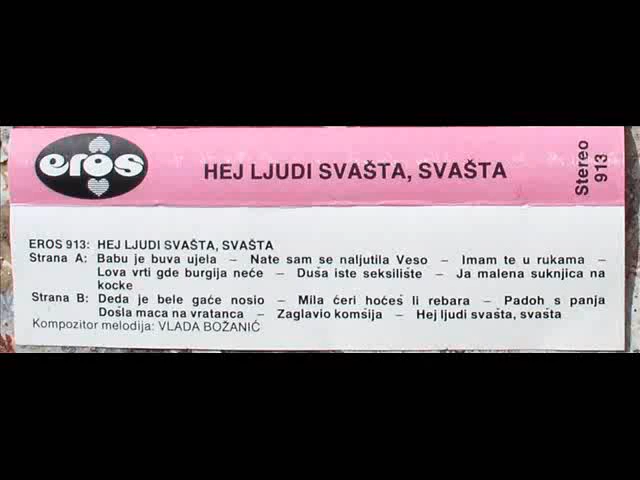 eros
HEJ LJUDI SVAŠTA, SVAŠTA
Stereo
913
EROS 913: HEJ LJUDI SVAŠTA, SVAŠTA
Strana A: Babu je buva ujela – Nate sam se naljutila Veso – Imam te u rukama –
Lova vrti gde burgija neće – Duša iste seksiliste – Ja malena suknjica na
kocke
Strana B: Deda je bele gaće nosio – Mila ćeri hoćeš li rebara – Padoh s panja
Došla maca na vratanca – Zaglavio komšija – Hej ljudi svašta, svašta
Kompozitor melodija: VLADA BOŽANIĆ